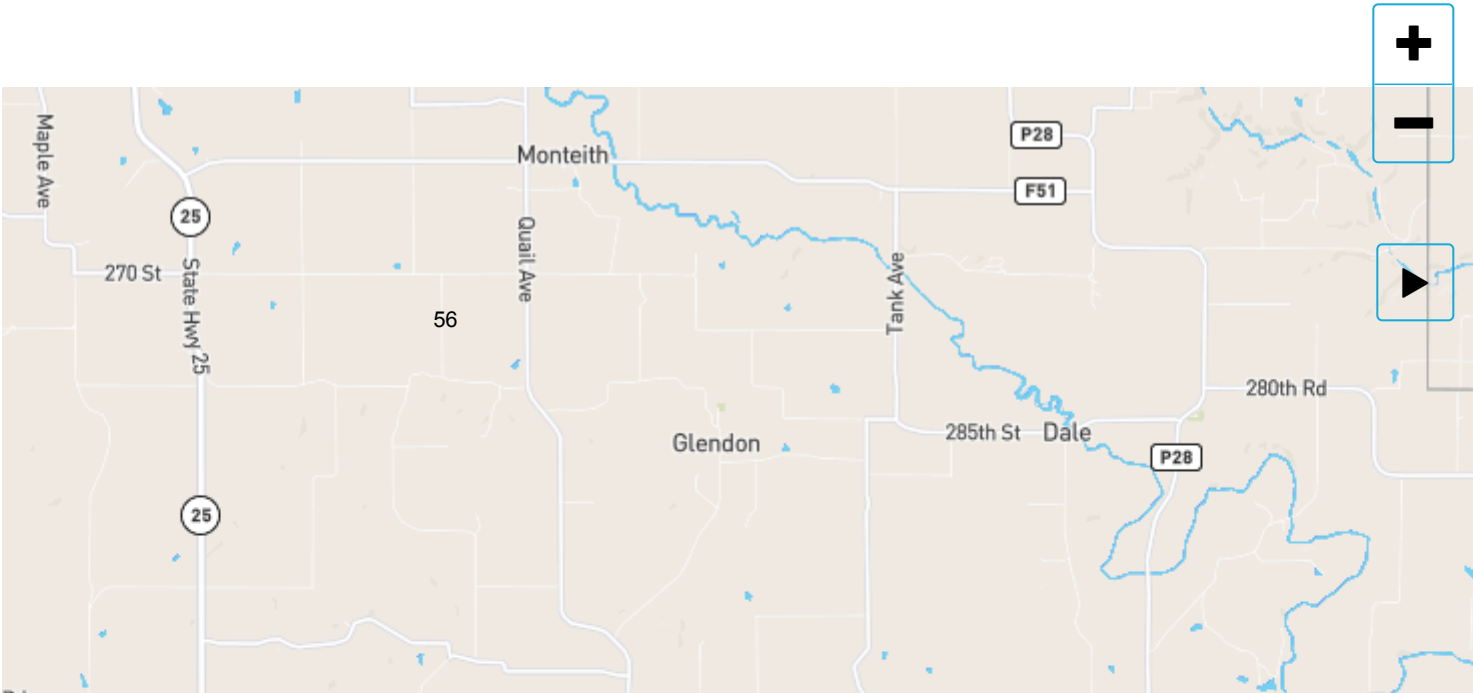 Maple Ave
P28
Monteith
F51
25
Quail Ave
270 St
State Hwy 25
Tank Ave
56
280th Rd
Glendon
285th St
Dale
P28
25